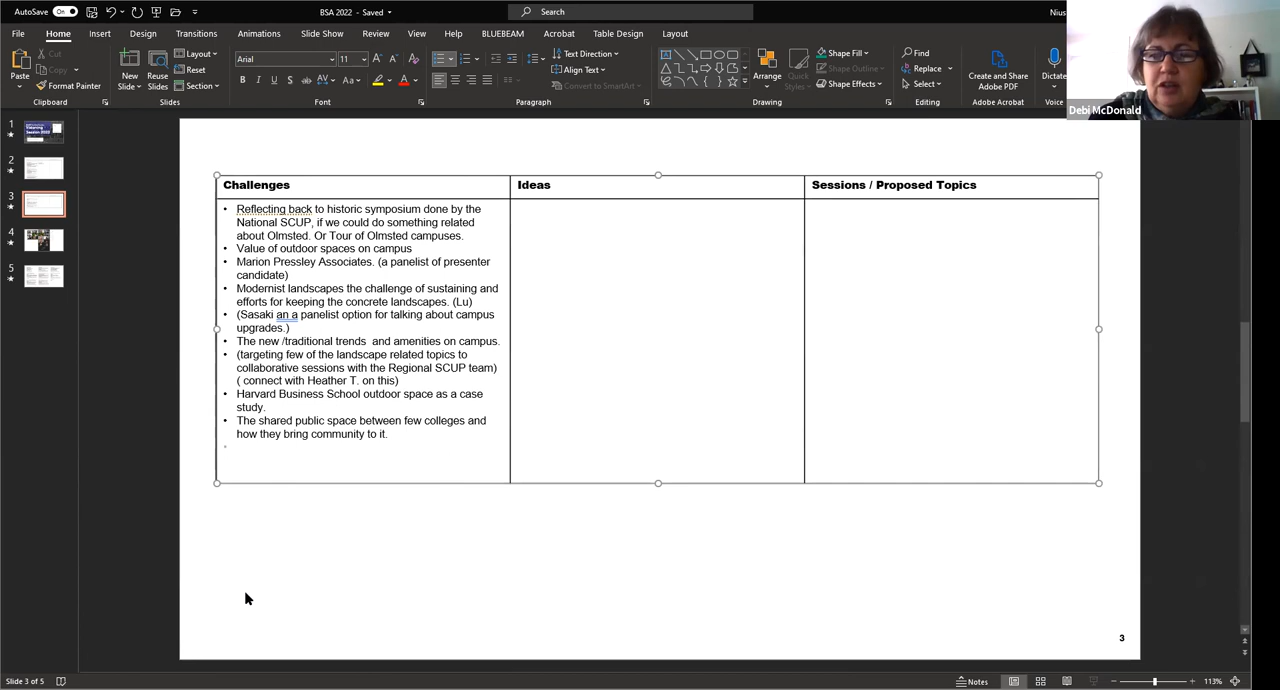 AutoSave On BSA 2022 - Saved Search Nius
File Home Insert Design Transitions Animations Slide Show Review View Help BLUEBEAM Acrobat Table Design Layout
Paste Cut Copy Format Painter
Clipboard
New Slide Reuse Slides Layout Reset Section
Slides
Arial 11
B I U S AV Aa A
Font
Text Direction
Align Text
Convert to SmartArt
Paragraph
Arrange Quick Styles Shape Fill Shape Outline Shape Effects
Drawing
Find
Replace
Select
Editing
Create and Share Adobe PDF
Adobe Acrobat
Dictate
Voice
Debi McDonald
1
2
3
4
5
Challenges Ideas Sessions / Proposed Topics
• Reflecting back to historic symposium done by the
National SCUP, if we could do something related
about Olmsted. Or Tour of Olmsted campuses.
• Value of outdoor spaces on campus
• Marion Pressley Associates. (a panelist of presenter
candidate)
• Modernist landscapes the challenge of sustaining and
efforts for keeping the concrete landscapes. (Lu)
• (Sasaki an a panelist option for talking about campus
upgrades.)
• The new /traditional trends and amenities on campus.
• (targeting few of the landscape related topics to
collaborative sessions with the Regional SCUP team)
( connect with Heather T. on this)
• Harvard Business School outdoor space as a case
study.
• The shared public space between few colleges and
how they bring community to it.
3
Slide 3 of 5 Notes 113%